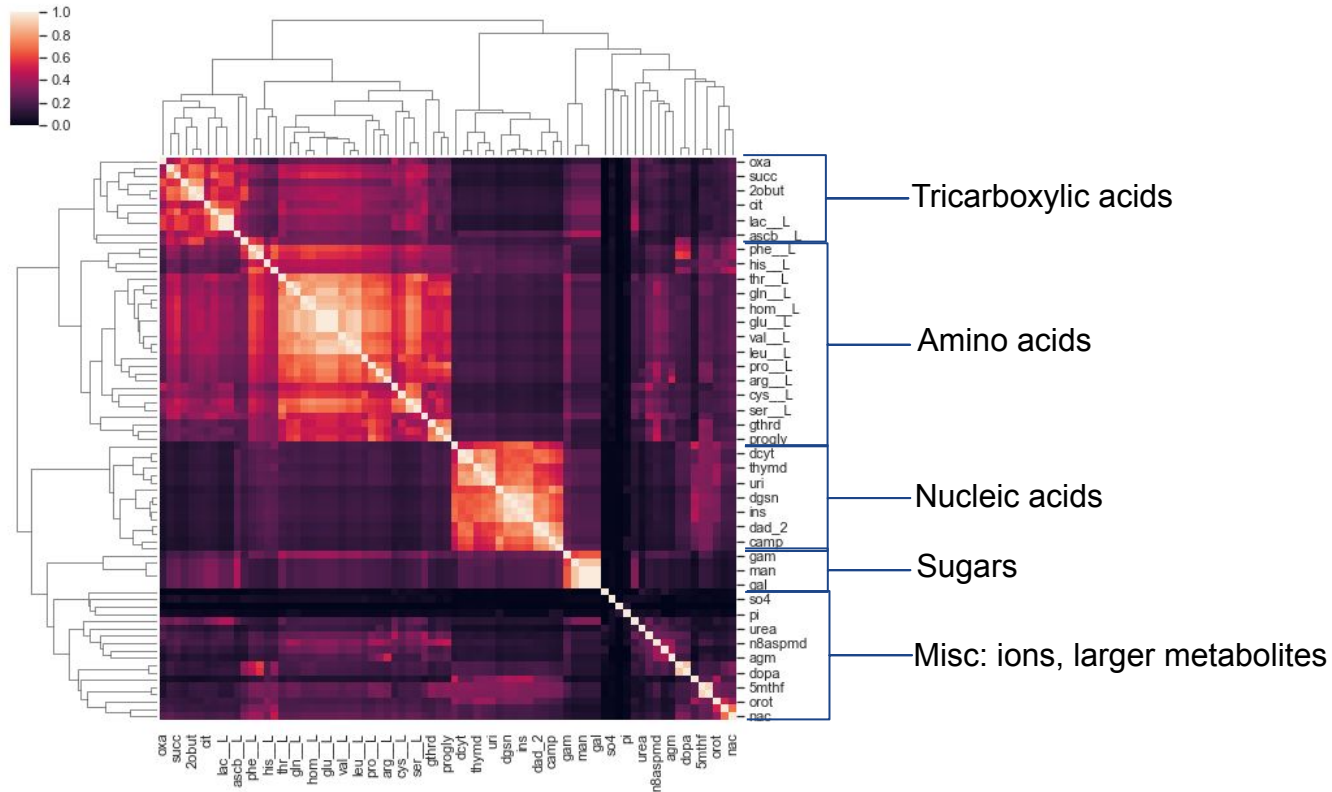 1.0
0.8
0.6
0.4
0.2
0.0
oxa
succ
2obut
cit
lac__L
ascb__L
phe__L
his__L
thr__L
gln__L
hom__L
glu__L
val__L
leu__L
pro__L
arg__L
cys__L
ser__L
gthrd
progly
dcyt
thymd
uri
dgsn
ins
dad_2
camp
gam
man
gal
so4
pi
urea
n8aspmd
agm
dopa
5mthf
orot
nac
Tricarboxylic acids
Amino acids
Nucleic acids
Sugars
Misc: ions, larger metabolites
oxa
succ
2obut
cit
lac__L
ascb__L
phe__L
his__L
thr__L
gln__L
hom__L
glu__L
val__L
leu__L
pro__L
arg__L
cys__L
ser__L
gthrd
progly
dcyt
thymd
uri
dgsn
ins
dad_2
camp
gam
man
gal
so4
pi
urea
n8aspmd
agm
dopa
5mthf
orot
nac